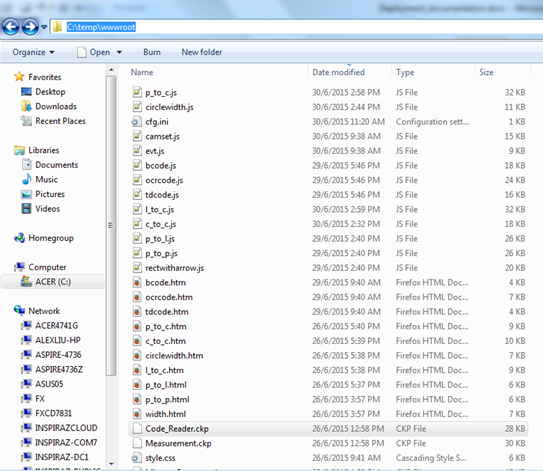 Deployment_documentation.docx - Micros
C:\temp\wwwroot
Organize Open Burn New folder
Name Date modified Type Size
Favorites
Desktop
Downloads
Recent Places
Libraries
Documents
Music
Pictures
Videos
Homegroup
Computer
ACER (C:)
Network
ACER4741G
ALEXLIU-HP
ASPIRE-4736
ASPIRE4736Z
ASUS05
FX
FXCD7831
INSPIRAZCLOUD
INSPIRAZ-COM7
INSPIRAZ-DC1
p_to_c.js 30/6/2015 2:58 PM JS File 32 KB
circlewidth.js 30/6/2015 2:44 PM JS File 11 KB
cfg.ini 30/6/2015 11:20 AM Configuration sett... 1 KB
camset.js 30/6/2015 9:38 AM JS File 15 KB
evt.js 30/6/2015 9:38 AM JS File 9 KB
bcode.js 29/6/2015 5:46 PM JS File 18 KB
ocrcode.js 29/6/2015 5:46 PM JS File 24 KB
tdcode.js 29/6/2015 5:46 PM JS File 16 KB
l_to_c.js 30/6/2015 2:59 PM JS File 32 KB
c_to_c.js 30/6/2015 2:32 PM JS File 18 KB
p_to_l.js 29/6/2015 2:40 PM JS File 26 KB
p_to_p.js 29/6/2015 2:40 PM JS File 26 KB
rectwitharrow.js 29/6/2015 2:40 PM JS File 20 KB
bcode.htm 29/6/2015 9:40 AM Firefox HTML Doc... 4 KB
ocrcode.htm 29/6/2015 9:40 AM Firefox HTML Doc... 7 KB
tdcode.htm 29/6/2015 9:40 AM Firefox HTML Doc... 4 KB
p_to_c.htm 26/6/2015 5:40 PM Firefox HTML Doc... 9 KB
c_to_c.htm 26/6/2015 5:39 PM Firefox HTML Doc... 10 KB
circlewidth.htm 26/6/2015 5:38 PM Firefox HTML Doc... 7 KB
l_to_c.htm 26/6/2015 5:38 PM Firefox HTML Doc... 9 KB
p_to_l.html 26/6/2015 5:37 PM Firefox HTML Doc... 6 KB
p_to_p.html 26/6/2015 3:57 PM Firefox HTML Doc... 6 KB
width.html 26/6/2015 3:57 PM Firefox HTML Doc... 7 KB
Code_Reader.ckp 26/6/2015 12:58 PM CKP File 28 KB
Measurement.ckp 26/6/2015 12:58 PM CKP File 30 KB
style.css 26/6/2015 9:41 AM Cascading Style S... 6 KB